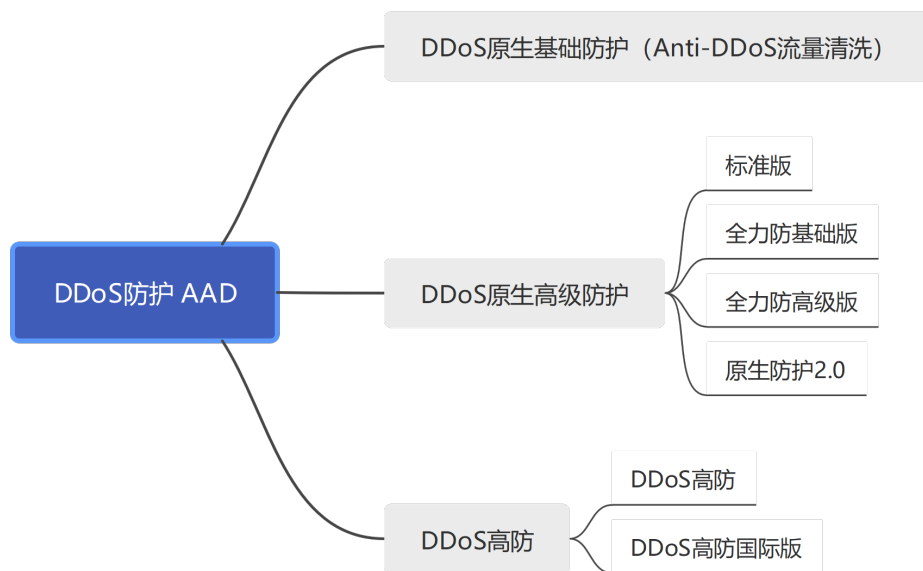 DDoS防护 AAD
DDoS原生基础防护（Anti-DDoS流量清洗）
DDoS原生高级防护
标准版
全力防基础版
全力防高级版
原生防护2.0
DDoS高防
DDoS高防
DDoS高防国际版